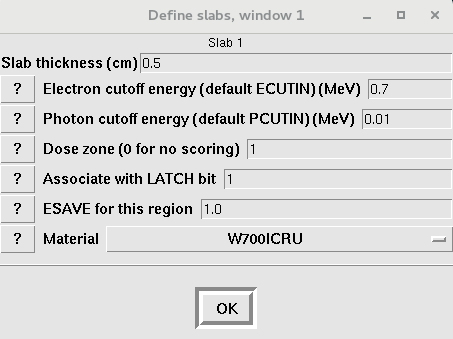 Define slabs, window 1
Slab 1
Slab thickness (cm) 0.5
? Electron cutoff energy (default ECUTIN) (MeV) 0.7
? Photon cutoff energy (default PCUTIN) (MeV) 0.01
? Dose zone (0 for no scoring) 1
? Associate with LATCH bit 1
? ESAVE for this region 1.0
? Material W700ICRU
OK